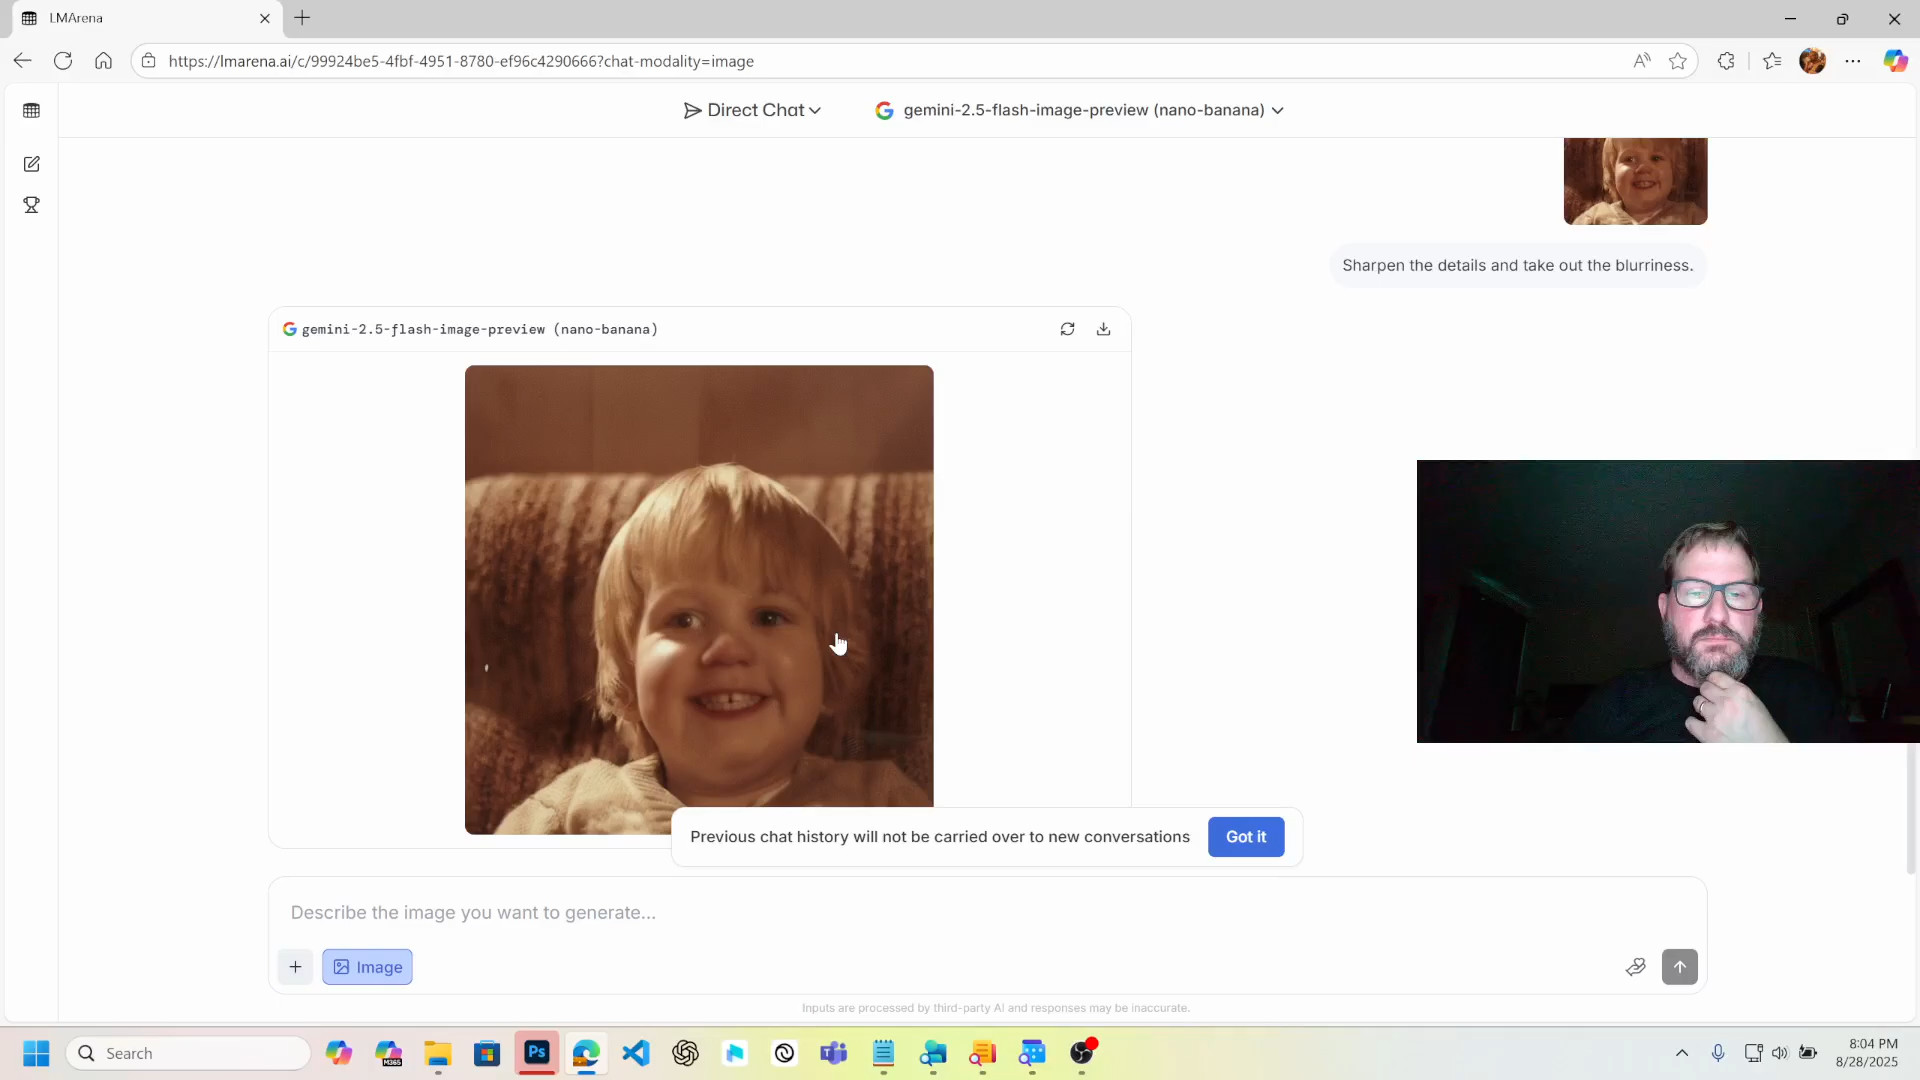 LMArena
https://lmarena.ai/c/99924be5-4fbf-4951-8780-ef96c4290666?chat-modality=image
Direct Chat
gemini-2.5-flash-image-preview (nano-banana)
Sharpen the details and take out the blurriness.
gemini-2.5-flash-image-preview (nano-banana)
Previous chat history will not be carried over to new conversations
Got it
Describe the image you want to generate...
Image
Inputs are processed by third-party AI and responses may be inaccurate.
Search
M365
Ps
8:04 PM
8/28/2025